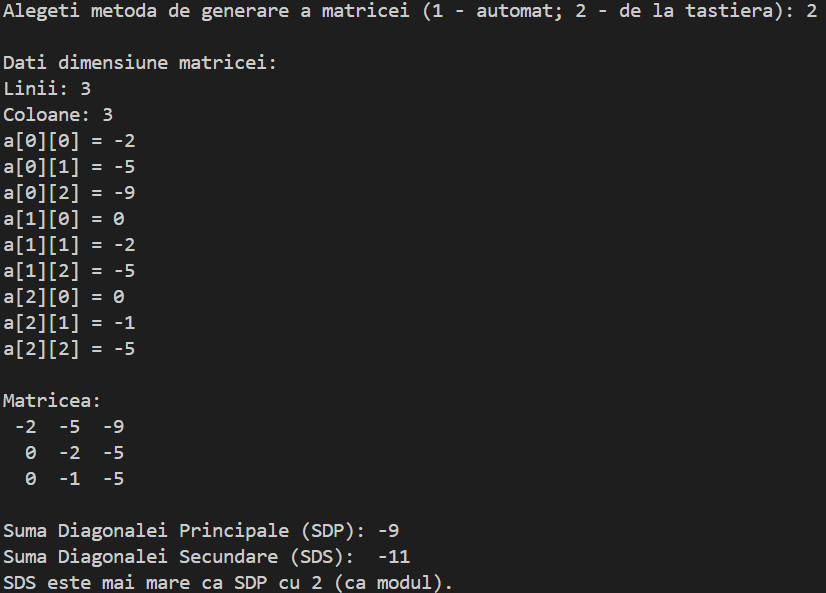 Alegeti metoda de generare a matricei (1 - automat; 2 - de la tastiera): 2

Dati dimensiune matricei:
Linii: 3
Coloane: 3
a[0][0] = -2
a[0][1] = -5
a[0][2] = -9
a[1][0] = 0
a[1][1] = -2
a[1][2] = -5
a[2][0] = 0
a[2][1] = -1
a[2][2] = -5

Matricea:
 -2  -5  -9
  0  -2  -5
  0  -1  -5

Suma Diagonalei Principale (SDP): -9
Suma Diagonalei Secundare (SDS):  -11
SDS este mai mare ca SDP cu 2 (ca modul).